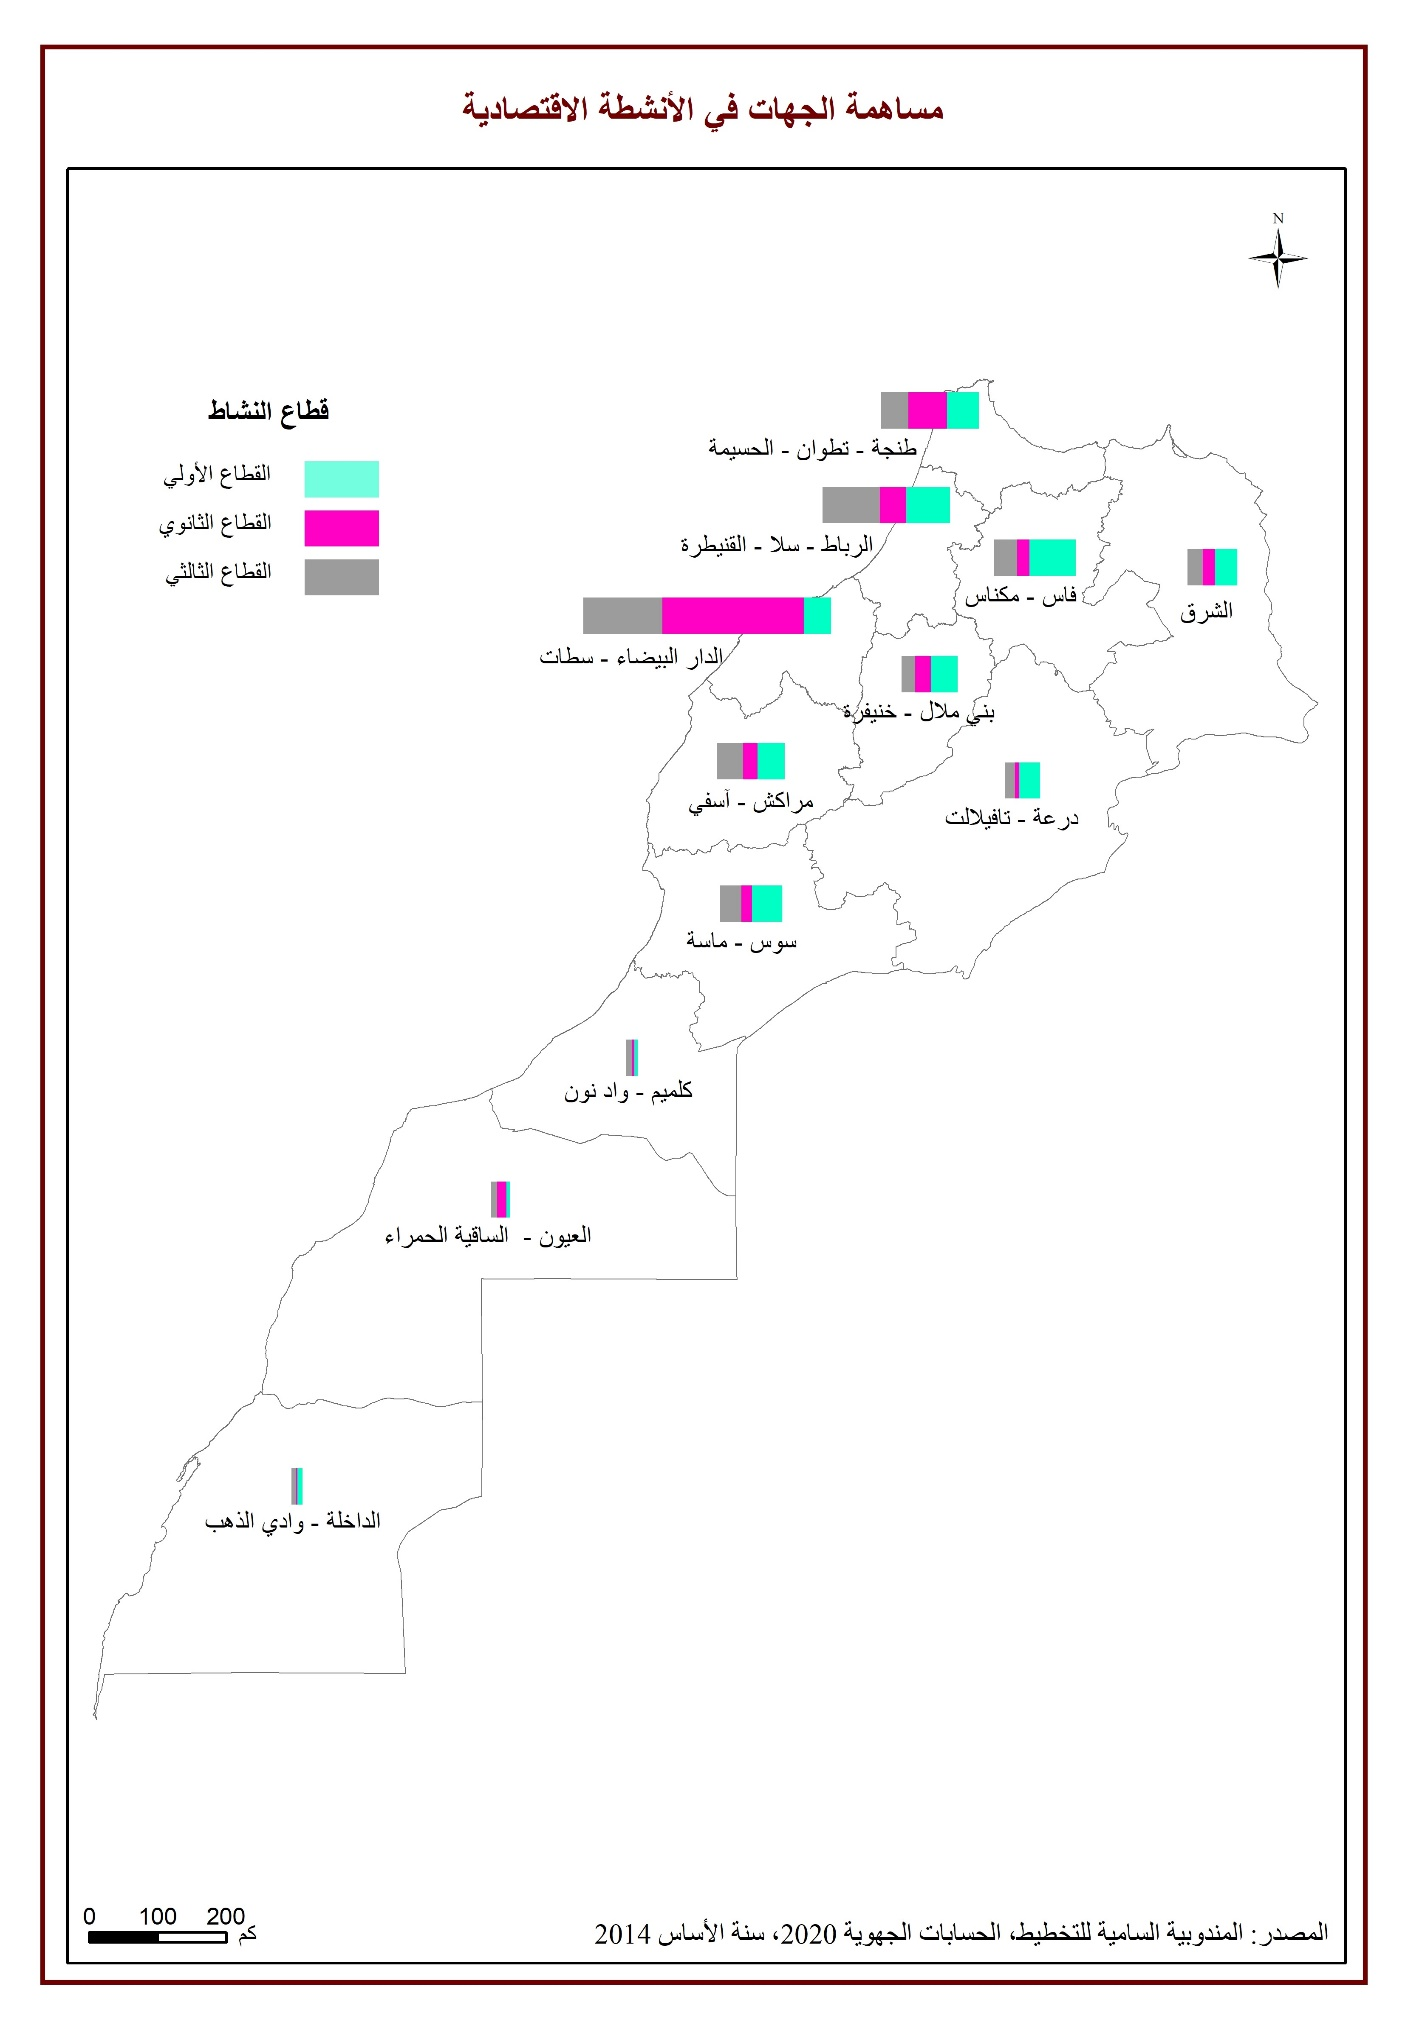 مساهمة الجهات في الأنشطة الاقتصادية
N
قطاع النشاط
القطاع الأولي
القطاع الثانوي
القطاع الثالثي
طنجة - تطوان - الحسيمة
الرباط - سلا - القنيطرة
فاس - مكناس
الشرق
الدار البيضاء - سطات
بني ملال - خنيفرة
مراكش - آسفي
درعة - تافيلالت
سوس - ماسة
كلميم - واد نون
العيون - الساقية الحمراء
الداخلة - وادي الذهب
0 100 200
كم
المصدر: المندوبية السامية للتخطيط، الحسابات الجهوية 2020، سنة الأساس 2014